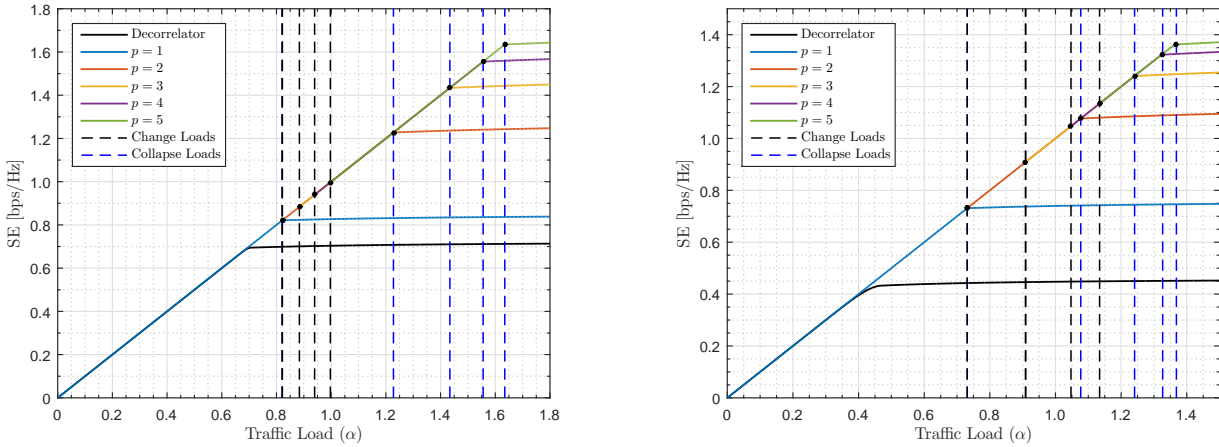 1.8
1.6
1.4
1.2
1.0
0.8
0.6
0.4
0.2
0
SE [bps/Hz]
Decorrelator
p = 1
p = 2
p = 3
p = 4
p = 5
Change Loads
Collapse Loads
0 0.2 0.4 0.6 0.8 1.0 1.2 1.4 1.6 1.8
Traffic Load (α)
1.4
1.2
1.0
0.8
0.6
0.4
0.2
0
SE [bps/Hz]
Decorrelator
p = 1
p = 2
p = 3
p = 4
p = 5
Change Loads
Collapse Loads
0 0.2 0.4 0.6 0.8 1.0 1.2 1.4
Traffic Load (α)